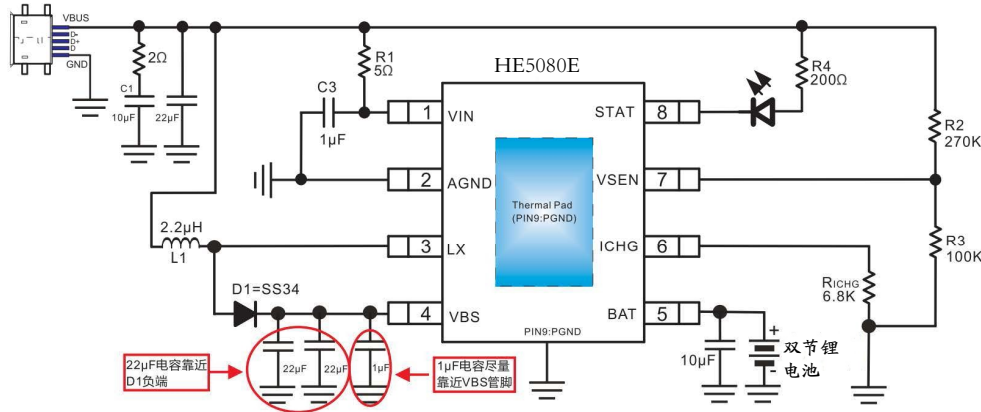 VBUS
D-
D+
D
GND
2Ω
C1
10μF
22μF
R1
5Ω
C3
1μF
HE5080E
R4
200Ω
1
VIN
STAT
8
2
AGND
VSEN
7
Thermal Pad
(PIN9:PGND)
R2
270K
2.2μH
L1
3
LX
ICHG
6
R3
100K
RICHG
6.8K
D1=SS34
4
VBS
BAT
5
PIN9:PGND
22μF
22μF
1μF
10μF
+
-
双节锂
电池
22μF电容靠近
D1负端
1μF电容尽量
靠近VBS管脚